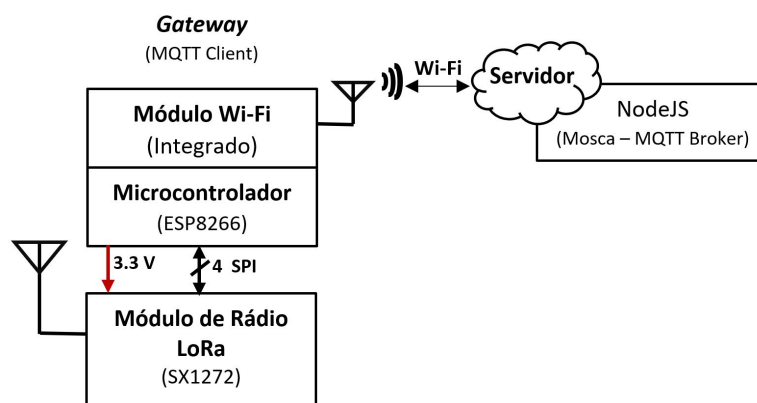 Gateway
(MQTT Client)
Wi-Fi
Servidor
NodeJS
(Mosca – MQTT Broker)
Módulo Wi-Fi
(Integrado)
Microcontrolador
(ESP8266)
3.3 V
4 SPI
Módulo de Rádio
LoRa
(SX1272)